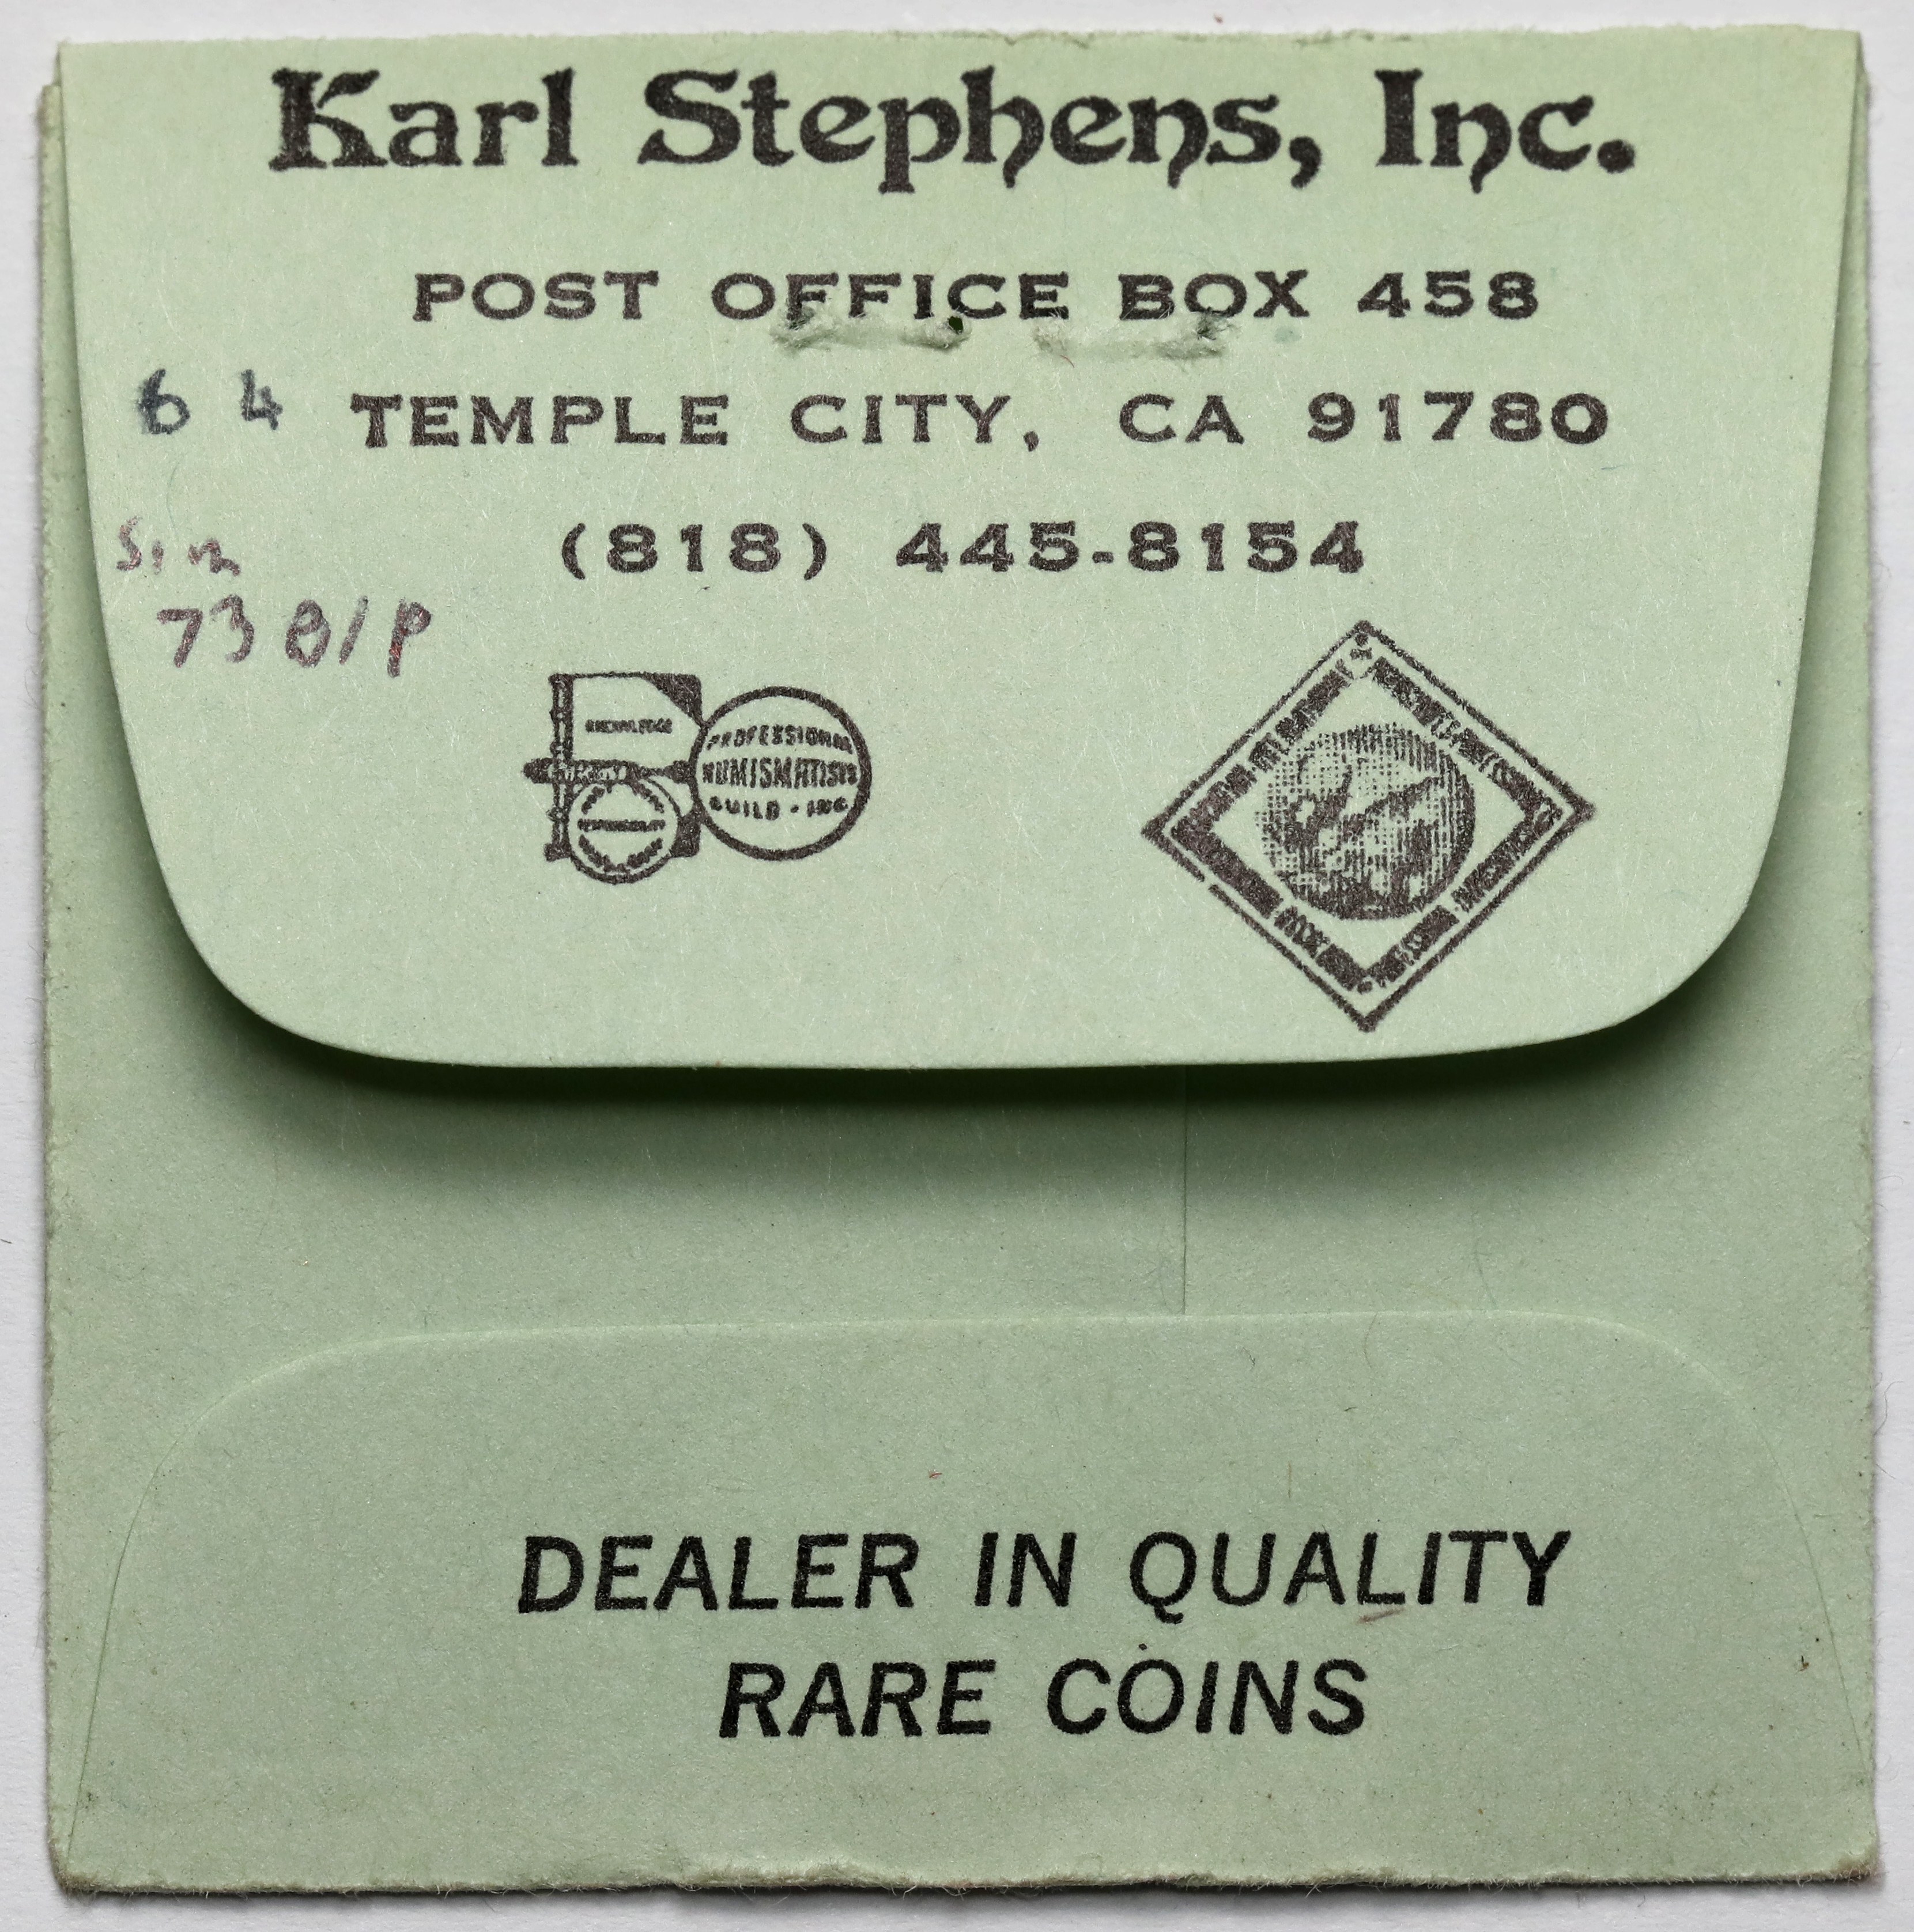 Karl Stephens, Inc.
POST OFFICE BOX 458
64
TEMPLE CITY, CA 91780
(818) 445-8154
73 B/P
KNOWLEDGE
PROFESSIONAL
NUMISMATISTS
GUILD - INC
DEALER IN QUALITY
RARE COINS